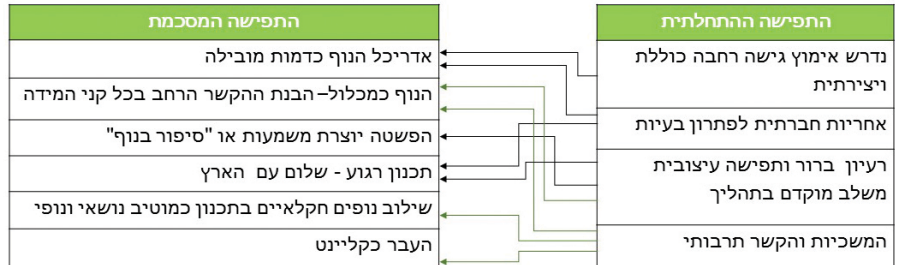 התפישה ההתחלתית
נדרש אימוץ גישה רחבה כוללת
ויצירתית
אחריות חברתית לפתרון בעיות
רעיון ברור ותפישה עיצובית
משלב מוקדם בתהליך
המשכיות והקשר תרבותי
התפישה המסכמת
אדריכל הנוף כדמות מובילה
הנוף כמכלול– הבנת ההקשר הרחב בכל קני המידה
הפשטה יוצרת משמעות או "סיפור בנוף"
תכנון רגוע - שלום עם הארץ
שילוב נופים חקלאיים בתכנון כמוטיב נושאי ונופי
העבר כקליינט